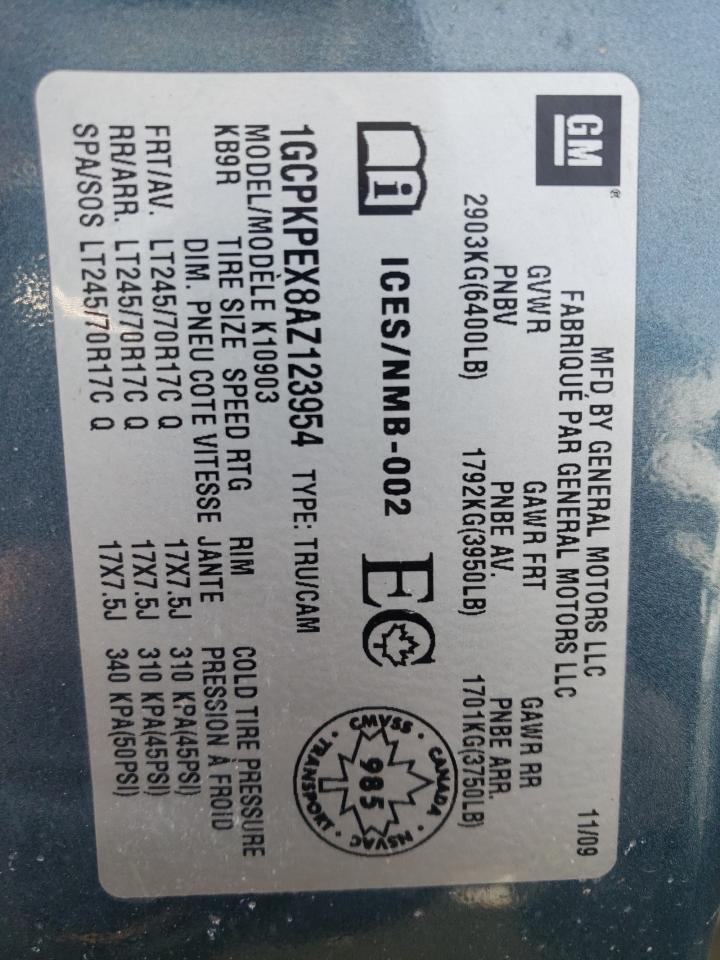 GM ®
MFD BY GENERAL MOTORS LLC 11/09
FABRIQUÉ PAR GENERAL MOTORS LLC
GVWR GAWR FRT GAWR RR
PNBV PNBE AV. PNBE ARR.
2903KG(6400LB) 1792KG(3950LB) 1701KG(3750LB)
i ICES/NMB-002 EC
CMVSS · CANADA · NSVAC · TRANSPORT ·
985
1GCPKPEX8AZ123954 TYPE: TRU/CAM
MODEL/MODÈLE K10903
KB9R TIRE SIZE SPEED RTG RIM COLD TIRE PRESSURE
DIM. PNEU COTE VITESSE JANTE PRESSION À FROID
FRT/AV. LT245/70R17C Q 17X7.5J 310 KPA(45PSI)
RR/ARR. LT245/70R17C Q 17X7.5J 310 KPA(45PSI)
SPA/SOS LT245/70R17C Q 17X7.5J 340 KPA(50PSI)